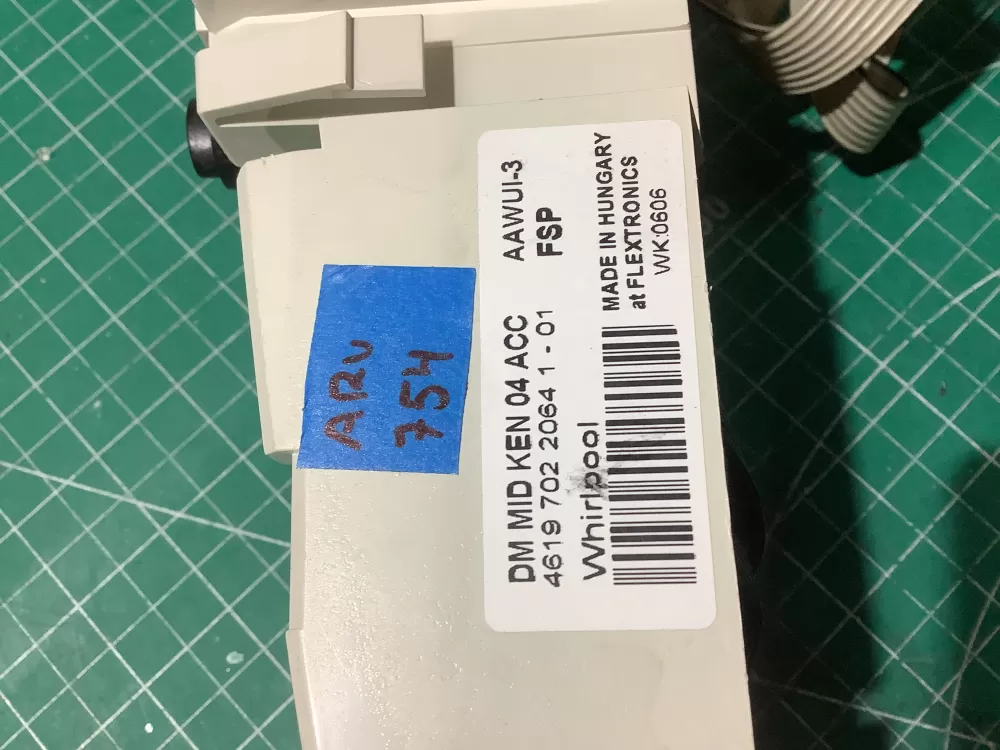 ARV
754
DM MID KEN 04 ACC AAWUI-3
4619 702 2064 1 - 01 FSP
Whirlpool
MADE IN HUNGARY
at FLEXTRONICS
WK:0606